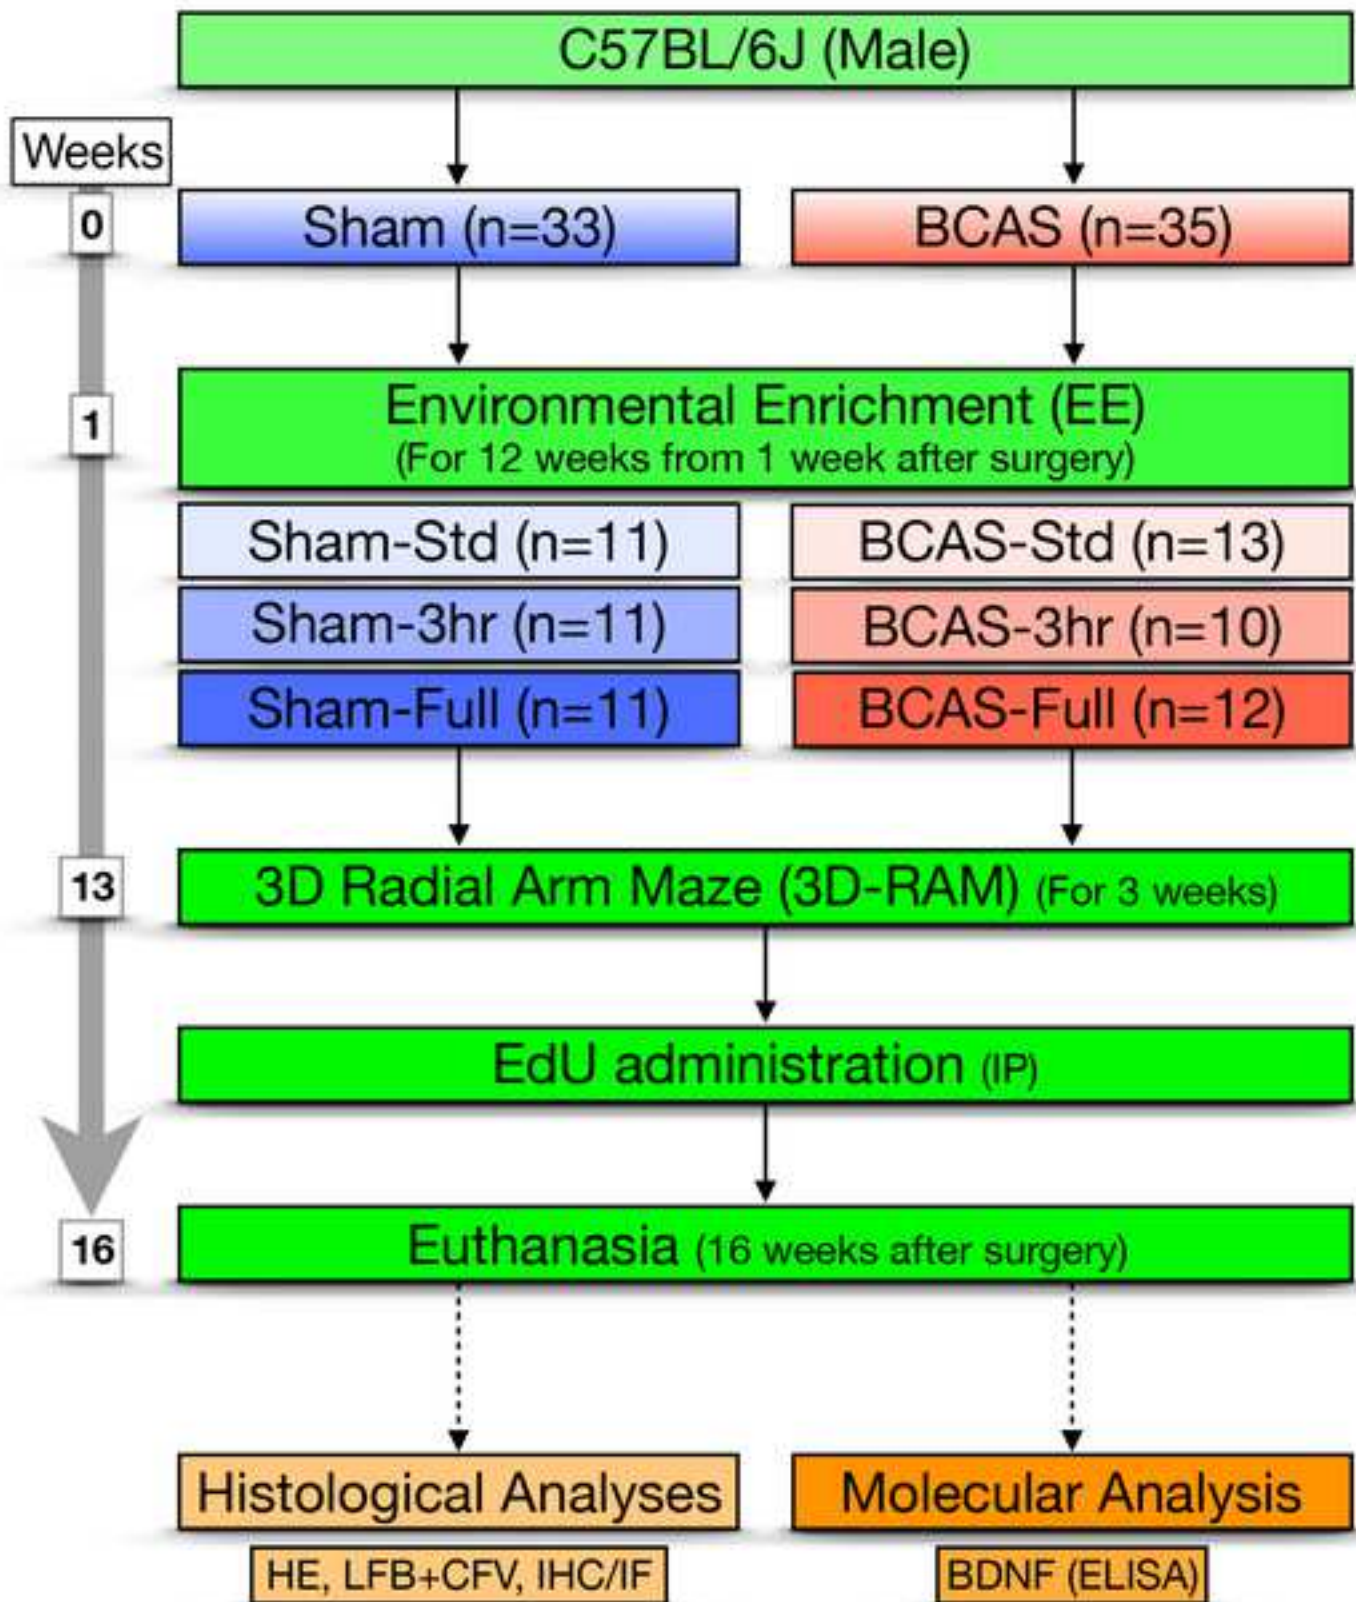 C57BL/6J (Male)
Weeks
0
Sham (n=33)
BCAS (n=35)
1
Environmental Enrichment (EE)
(For 12 weeks from 1 week after surgery)
Sham-Std (n=11)
BCAS-Std (n=13)
Sham-3hr (n=11)
BCAS-3hr (n=10)
Sham-Full (n=11)
BCAS-Full (n=12)
13
3D Radial Arm Maze (3D-RAM) (For 3 weeks)
EdU administration (IP)
16
Euthanasia (16 weeks after surgery)
Histological Analyses
Molecular Analysis
HE, LFB+CFV, IHC/IF
BDNF (ELISA)